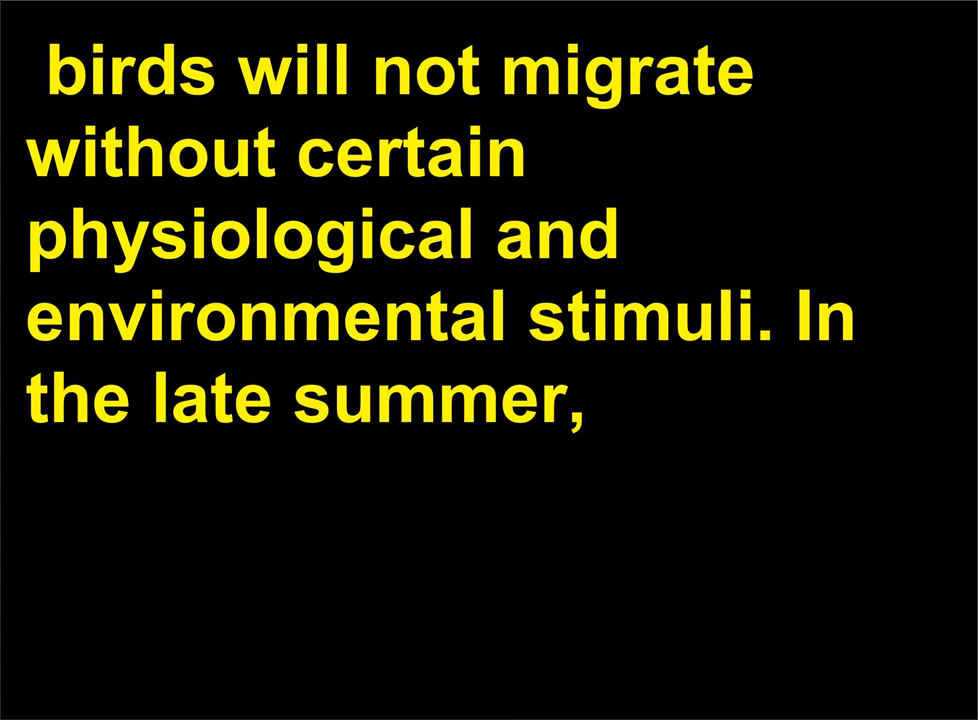 birds will not migrate
without certain
physiological and
environmental stimuli. In
the late summer,